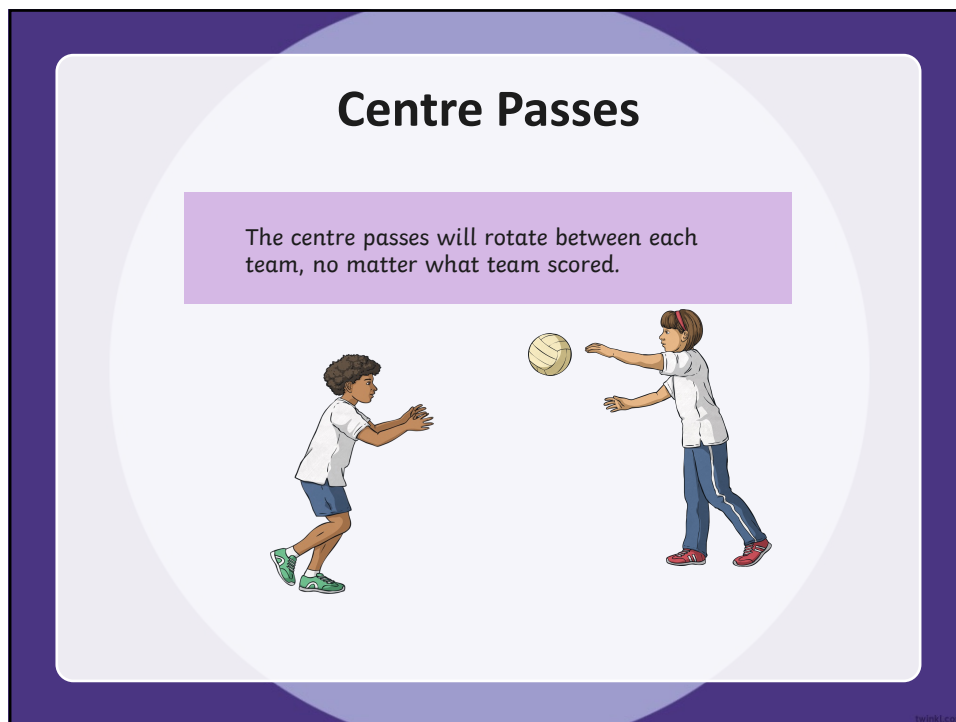 Centre Passes
The centre passes will rotate between each
team, no matter what team scored.